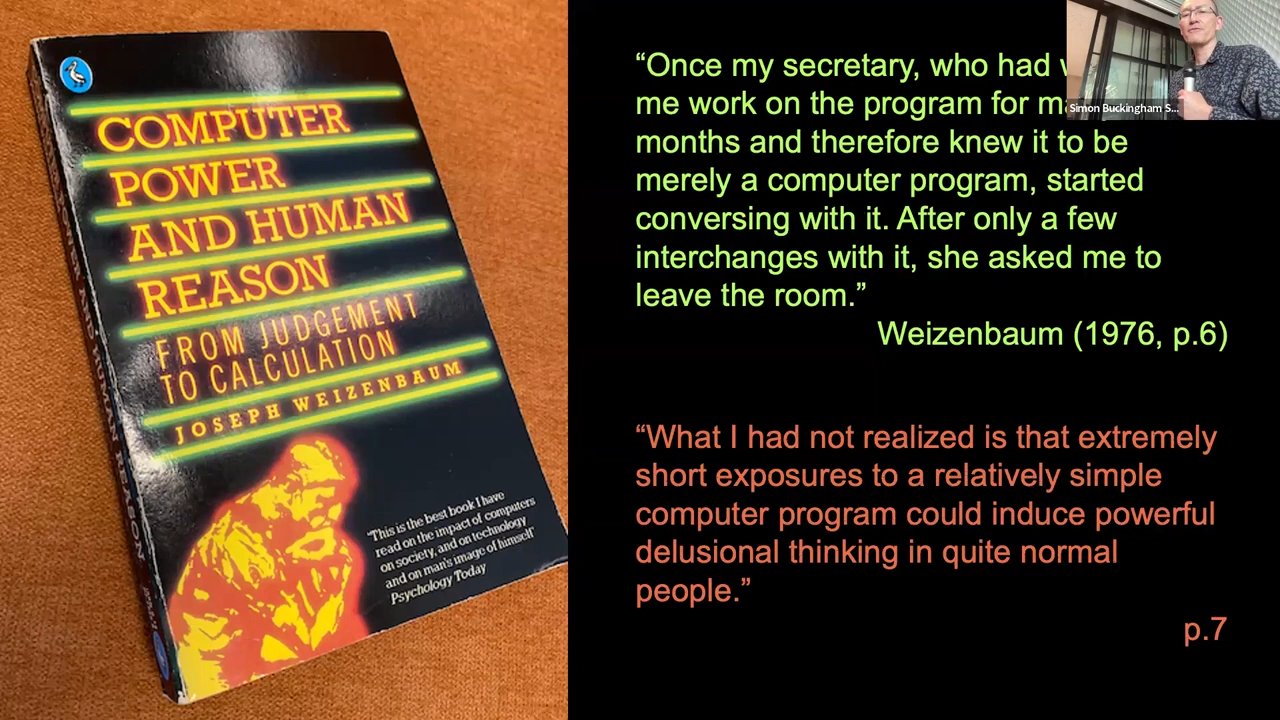 COMPUTER
POWER
AND HUMAN
REASON
FROM JUDGEMENT
TO CALCULATION
JOSEPH WEIZENBAUM
"This is the best book I have
read on the impact of computers
on society, and on technology
and on man's image of himself"
Psychology Today
“Once my secretary, who had
me work on the program for
months and therefore knew it to be
merely a computer program, started
conversing with it. After only a few
interchanges with it, she asked me to
leave the room.”
Weizenbaum (1976, p.6)
“What I had not realized is that extremely
short exposures to a relatively simple
computer program could induce powerful
delusional thinking in quite normal
people.”
p.7
Simon Buckingham S...